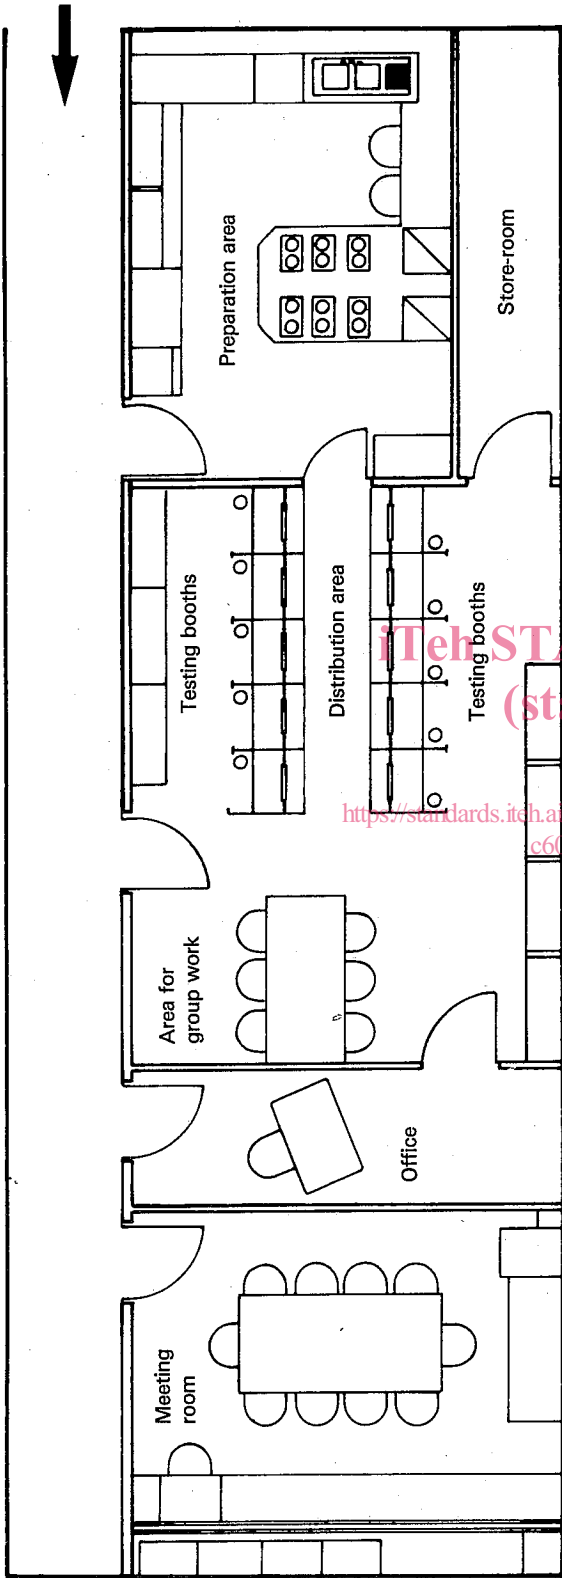 Preparation area
Store-room
Testing booths
Distribution area
Testing booths
iTeh STA
(sta
https://standards.iteh.ai
c60
Area for
group work
Office
Meeting
room